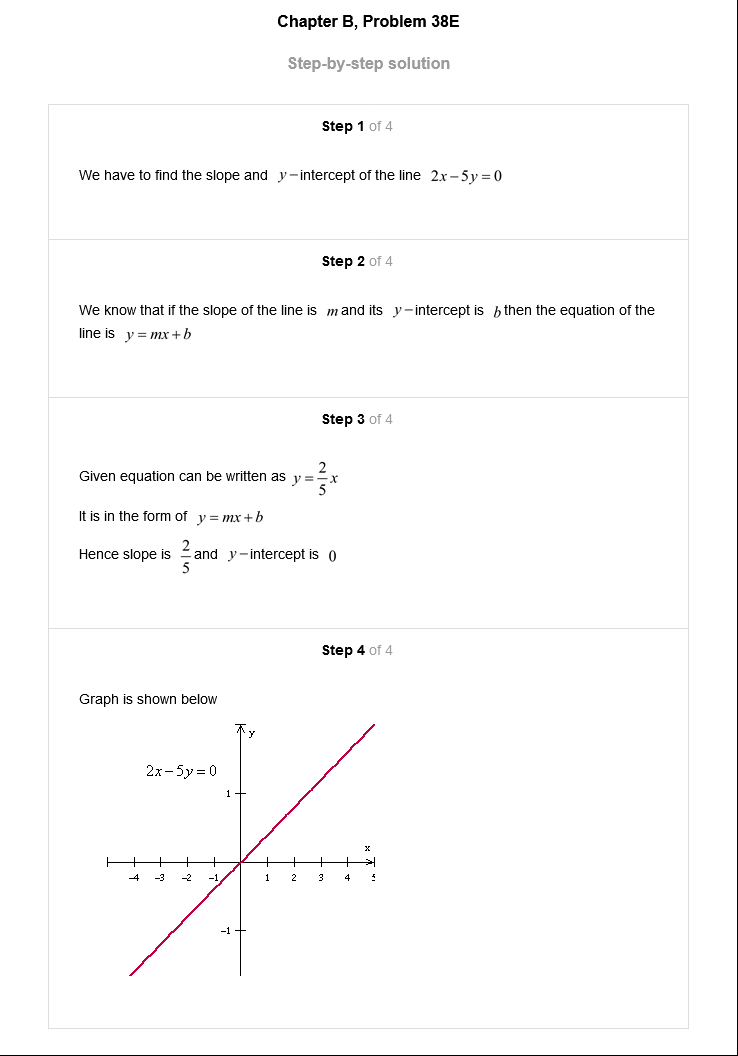 Chapter B, Problem 38E
Step-by-step solution
Step 1 of 4
We have to find the slope and y−intercept of the line 2x−5y=0
Step 2 of 4
We know that if the slope of the line is m and its y−intercept is b then the equation of the
line is y=mx+b
Step 3 of 4
Given equation can be written as y=2/5x
It is in the form of y=mx+b
Hence slope is 2/5 and y−intercept is 0
Step 4 of 4
Graph is shown below
y
2x−5y=0
1
x
−4 −3 −2 −1 1 2 3 4 5
−1